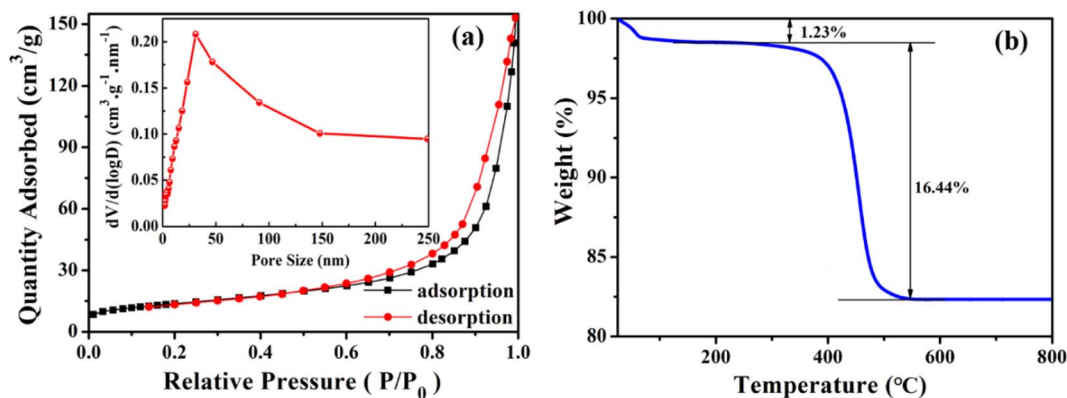 (a)
Quantity Adsorbed (cm³/g)
150
120
90
60
30
0
0.0 0.2 0.4 0.6 0.8 1.0
Relative Pressure ( P/P₀ )
adsorption
desorption
dV/d(logD) (cm³.g⁻¹.nm⁻¹)
0.20
0.15
0.10
0.05
0.00
0 50 100 150 200 250
Pore Size (nm)
(b)
Weight (%)
100
95
90
85
80
200 400 600 800
Temperature (°C)
1.23%
16.44%